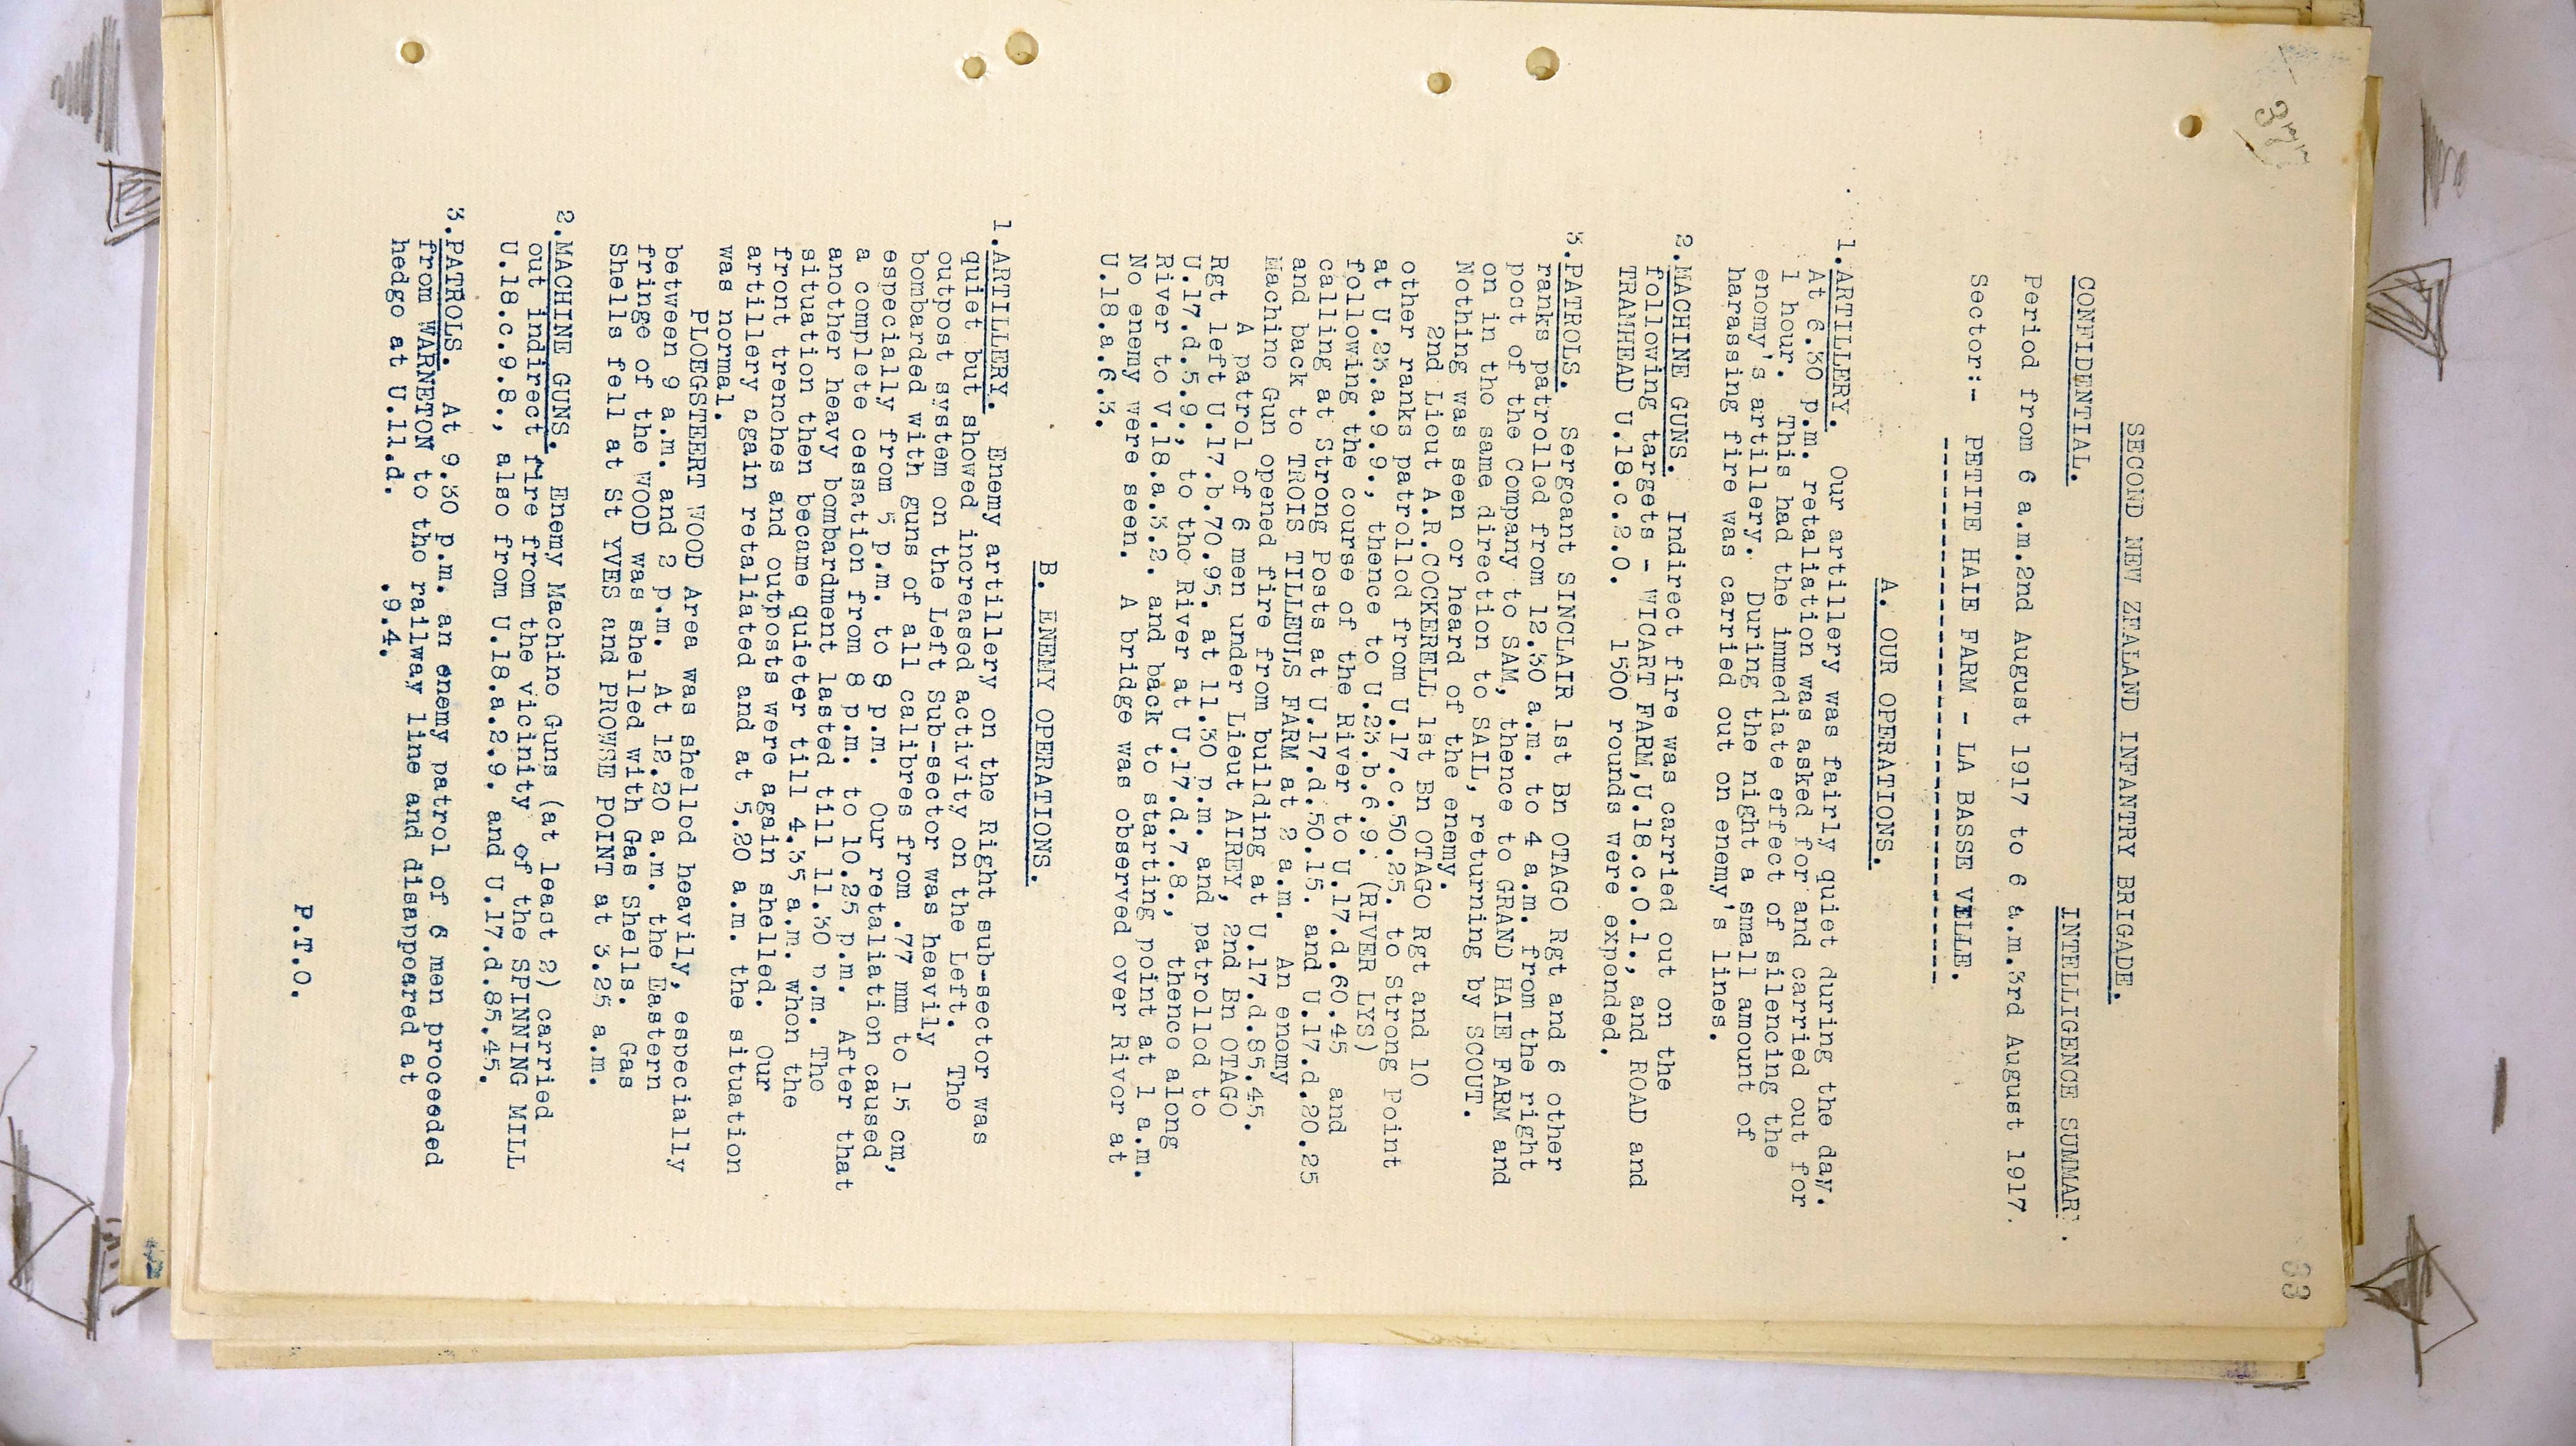 33
3rd
SECOND NEW ZEALAND INFANTRY BRIGADE.
CONFIDENTIAL. INTELLIGENCE SUMMARY.
Period from 6 a.m.2nd August 1917 to 6 a.m.3rd August 1917.
Sector:- PETITE HAIE FARM - LA BASSE VILLE.
A. OUR OPERATIONS.
1.ARTILLERY. Our artillery was fairly quiet during the day.
At 6.30 p.m. retaliation was asked for and carried out for
1 hour. This had the immediate effect of silencing the
enemy's artillery. During the night a small amount of
harassing fire was carried out on enemy's lines.
2.MACHINE GUNS. Indirect fire was carried out on the
following targets - WICART FARM,U.18.c.0.1., and ROAD and
TRAMHEAD U.18.c.2.0. 1500 rounds were expended.
3.PATROLS. Sergeant SINCLAIR 1st Bn OTAGO Rgt and 6 other
ranks patrolled from 12.30 a.m. to 4 a.m. from the right
post of the Company to SAM, thence to GRAND HAIE FARM and
on in the same direction to SAIL, returning by SCOUT.
Nothing was seen or heard of the enemy.
2nd Lieut A.R.COCKERELL 1st Bn OTAGO Rgt and 10
other ranks patrolled from U.17.c.50.25. to Strong Point
at U.23.a.9.9., thence to U.23.b.6.9. (RIVER LYS)
following the course of the River to U.17.d.60.45 and
calling at Strong Posts at U.17.d.50.15. and U.17.d.20.25
and back to TROIS TILLEULS FARM at 2 a.m. An enemy
Machine Gun opened fire from building at U.17.d.85.45.
A patrol of 6 men under Lieut AIREY, 2nd Bn OTAGO
Rgt left U.17.b.70.95. at 11.30 p.m. and patrolled to
U.17.d.5.9., to the River at U.17.d.7.8., thence along
River to V.18.a.3.2. and back to starting point at 1 a.m.
No enemy were seen. A bridge was observed over River at
U.18.a.6.3.
B. ENEMY OPERATIONS.
1.ARTILLERY. Enemy artillery on the Right sub-sector was
quiet but showed increased activity on the Left. The
outpost system on the Left Sub-sector was heavily
bombarded with guns of all calibres from .77 mm to 15 cm,
especially from 5 p.m. to 8 p.m. Our retaliation caused
a complete cessation from 8 p.m. to 10.25 p.m. After that
another heavy bombardment lasted till 11.30 p.m. The
situation then became quieter till 4.35 a.m. when the
front trenches and outposts were again shelled. Our
artillery again retaliated and at 5.20 a.m. the situation
was normal.
PLOEGSTEERT WOOD Area was shelled heavily, especially
between 9 a.m. and 2 p.m. At 12.20 a.m. the Eastern
fringe of the WOOD was shelled with Gas Shells. Gas
Shells fell at St YVES and PROWSE POINT at 3.25 a.m.
2.MACHINE GUNS. Enemy Machine Guns (at least 2) carried
out indirect fire from the vicinity of the SPINNING MILL
U.18.c.9.8., also from U.18.a.2.9. and U.17.d.85.45.
3.PATROLS. At 9.30 p.m. an enemy patrol of 6 men proceeded
from WARNETON to the railway line and disappeared at
hedge at U.11.d. .9.4.
P.T.O.